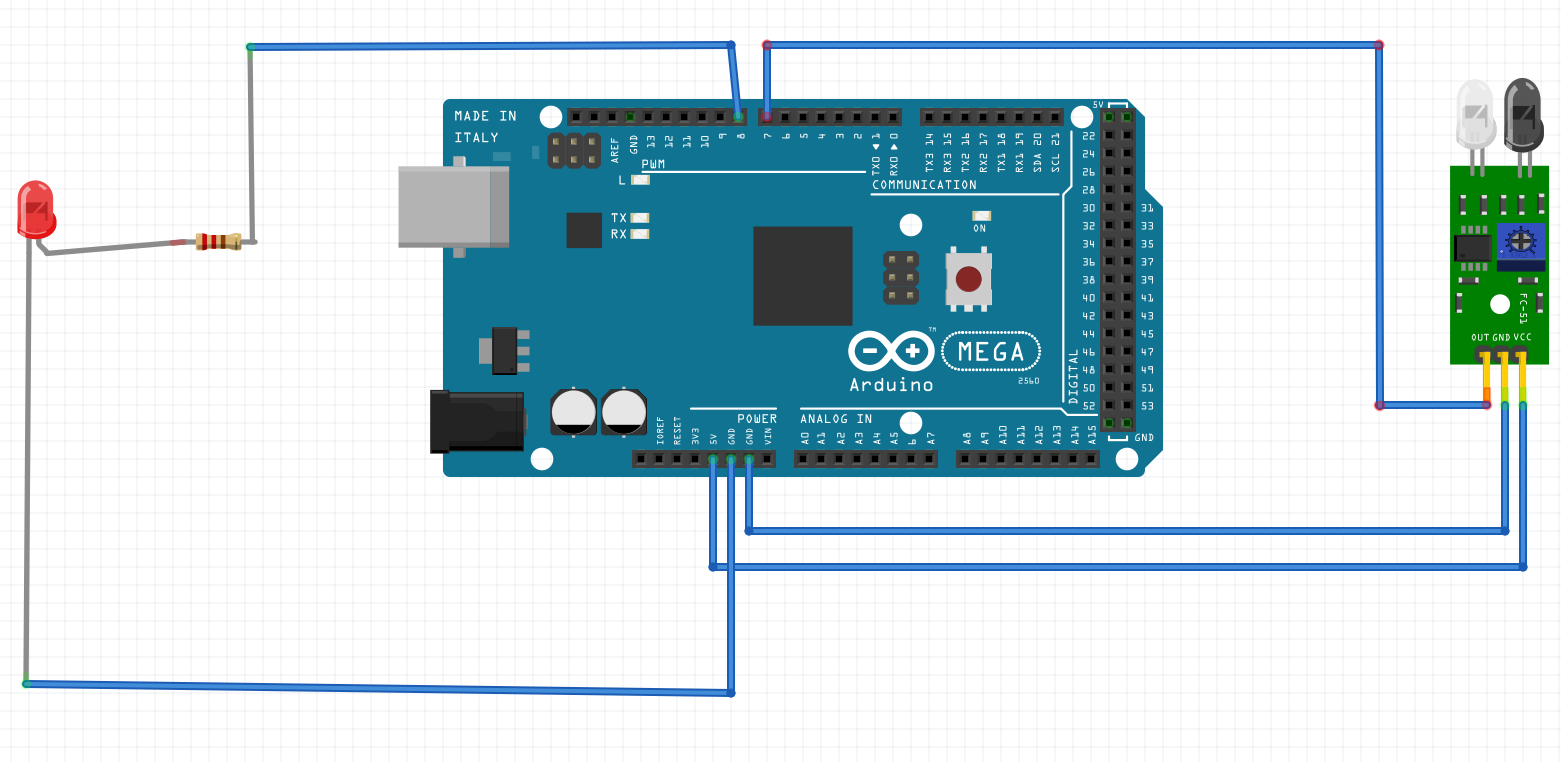 MADE IN
ITALY
AREF
GND
13
12
11
10
9
8
7
6
5
4
3
2
TX0 ◀ 1
RX0 ▶ 0
TX3 14
RX3 15
TX2 16
RX2 17
TX1 18
RX1 19
SDA 20
SCL 21
5V
PWM
COMMUNICATION
L
TX
RX
ON
22
24
26
28
30 31
32 33
34 35
36 37
38 39
40 41
42 43
44 45
46 47
48 49
50 51
52 53
DIGITAL
GND
TM
MEGA
Arduino
2560
POWER
ANALOG IN
IOREF
RESET
3V3
5V
GND
GND
VIN
A0
A1
A2
A3
A4
A5
6
A7
A8
A9
A10
A11
A12
A13
A14
A15
FC-51
OUT GND VCC